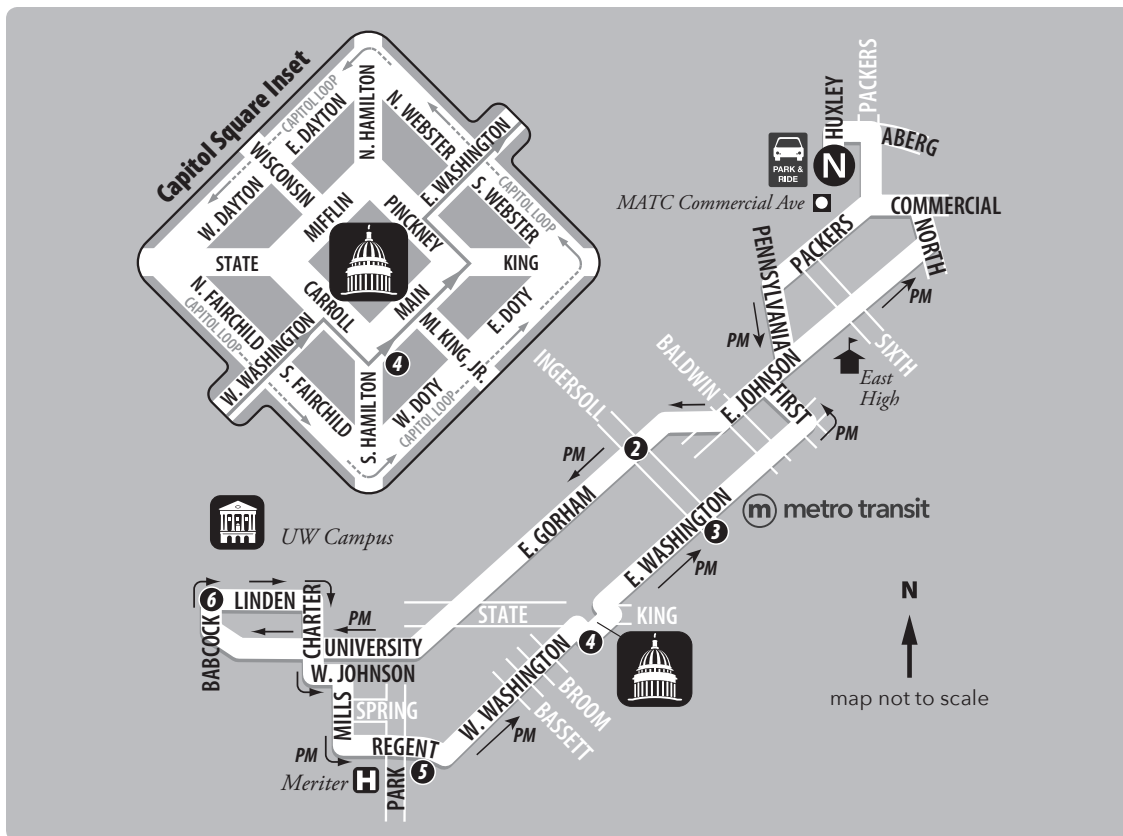 Capitol Square Inset
CAPITOL LOOP
E. DAYTON
N. HAMILTON
N. WEBSTER
E. WASHINGTON
WISCONSIN
W. DAYTON
MIFFLIN
PINCKNEY
S. WEBSTER
CAPITOL LOOP
STATE
KING
N. FAIRCHILD
CARROLL
MAIN
E. DOTY
CAPITOL LOOP
W. WASHINGTON
ML KING, JR.
4
S. FAIRCHILD
S. HAMILTON
W. DOTY
CAPITOL LOOP
HUXLEY
PACKERS
ABERG
PARK &
RIDE
N
MATC Commercial Ave
COMMERCIAL
NORTH
PENNSYLVANIA
PACKERS
PM
PM
SIXTH
East
High
INGERSOLL
BALDWIN
E. JOHNSON
FIRST
PM
2
PM
E. GORHAM
E. WASHINGTON
3
m metro transit
PM
UW Campus
N
map not to scale
6
LINDEN
BABCOCK
CHARTER
PM
UNIVERSITY
STATE
KING
4
W. JOHNSON
MILLS
SPRING
W. WASHINGTON
BROOM
BASSETT
PM
PM
REGENT
5
Meriter H
PARK